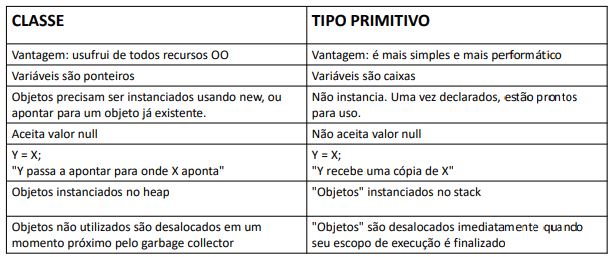 CLASSE
TIPO PRIMITIVO
Vantagem: usufrui de todos recursos OO
Vantagem: é mais simples e mais performático
Variáveis são ponteiros
Variáveis são caixas
Objetos precisam ser instanciados usando new, ou
apontar para um objeto já existente.
Não instancia. Uma vez declarados, estão prontos
para uso.
Aceita valor null
Não aceita valor null
Y = X;
"Y passa a apontar para onde X aponta"
Y = X;
"Y recebe uma cópia de X"
Objetos instanciados no heap
"Objetos" instanciados no stack
Objetos não utilizados são desalocados em um
momento próximo pelo garbage collector
"Objetos" são desalocados imediatamente quando
seu escopo de execução é finalizado